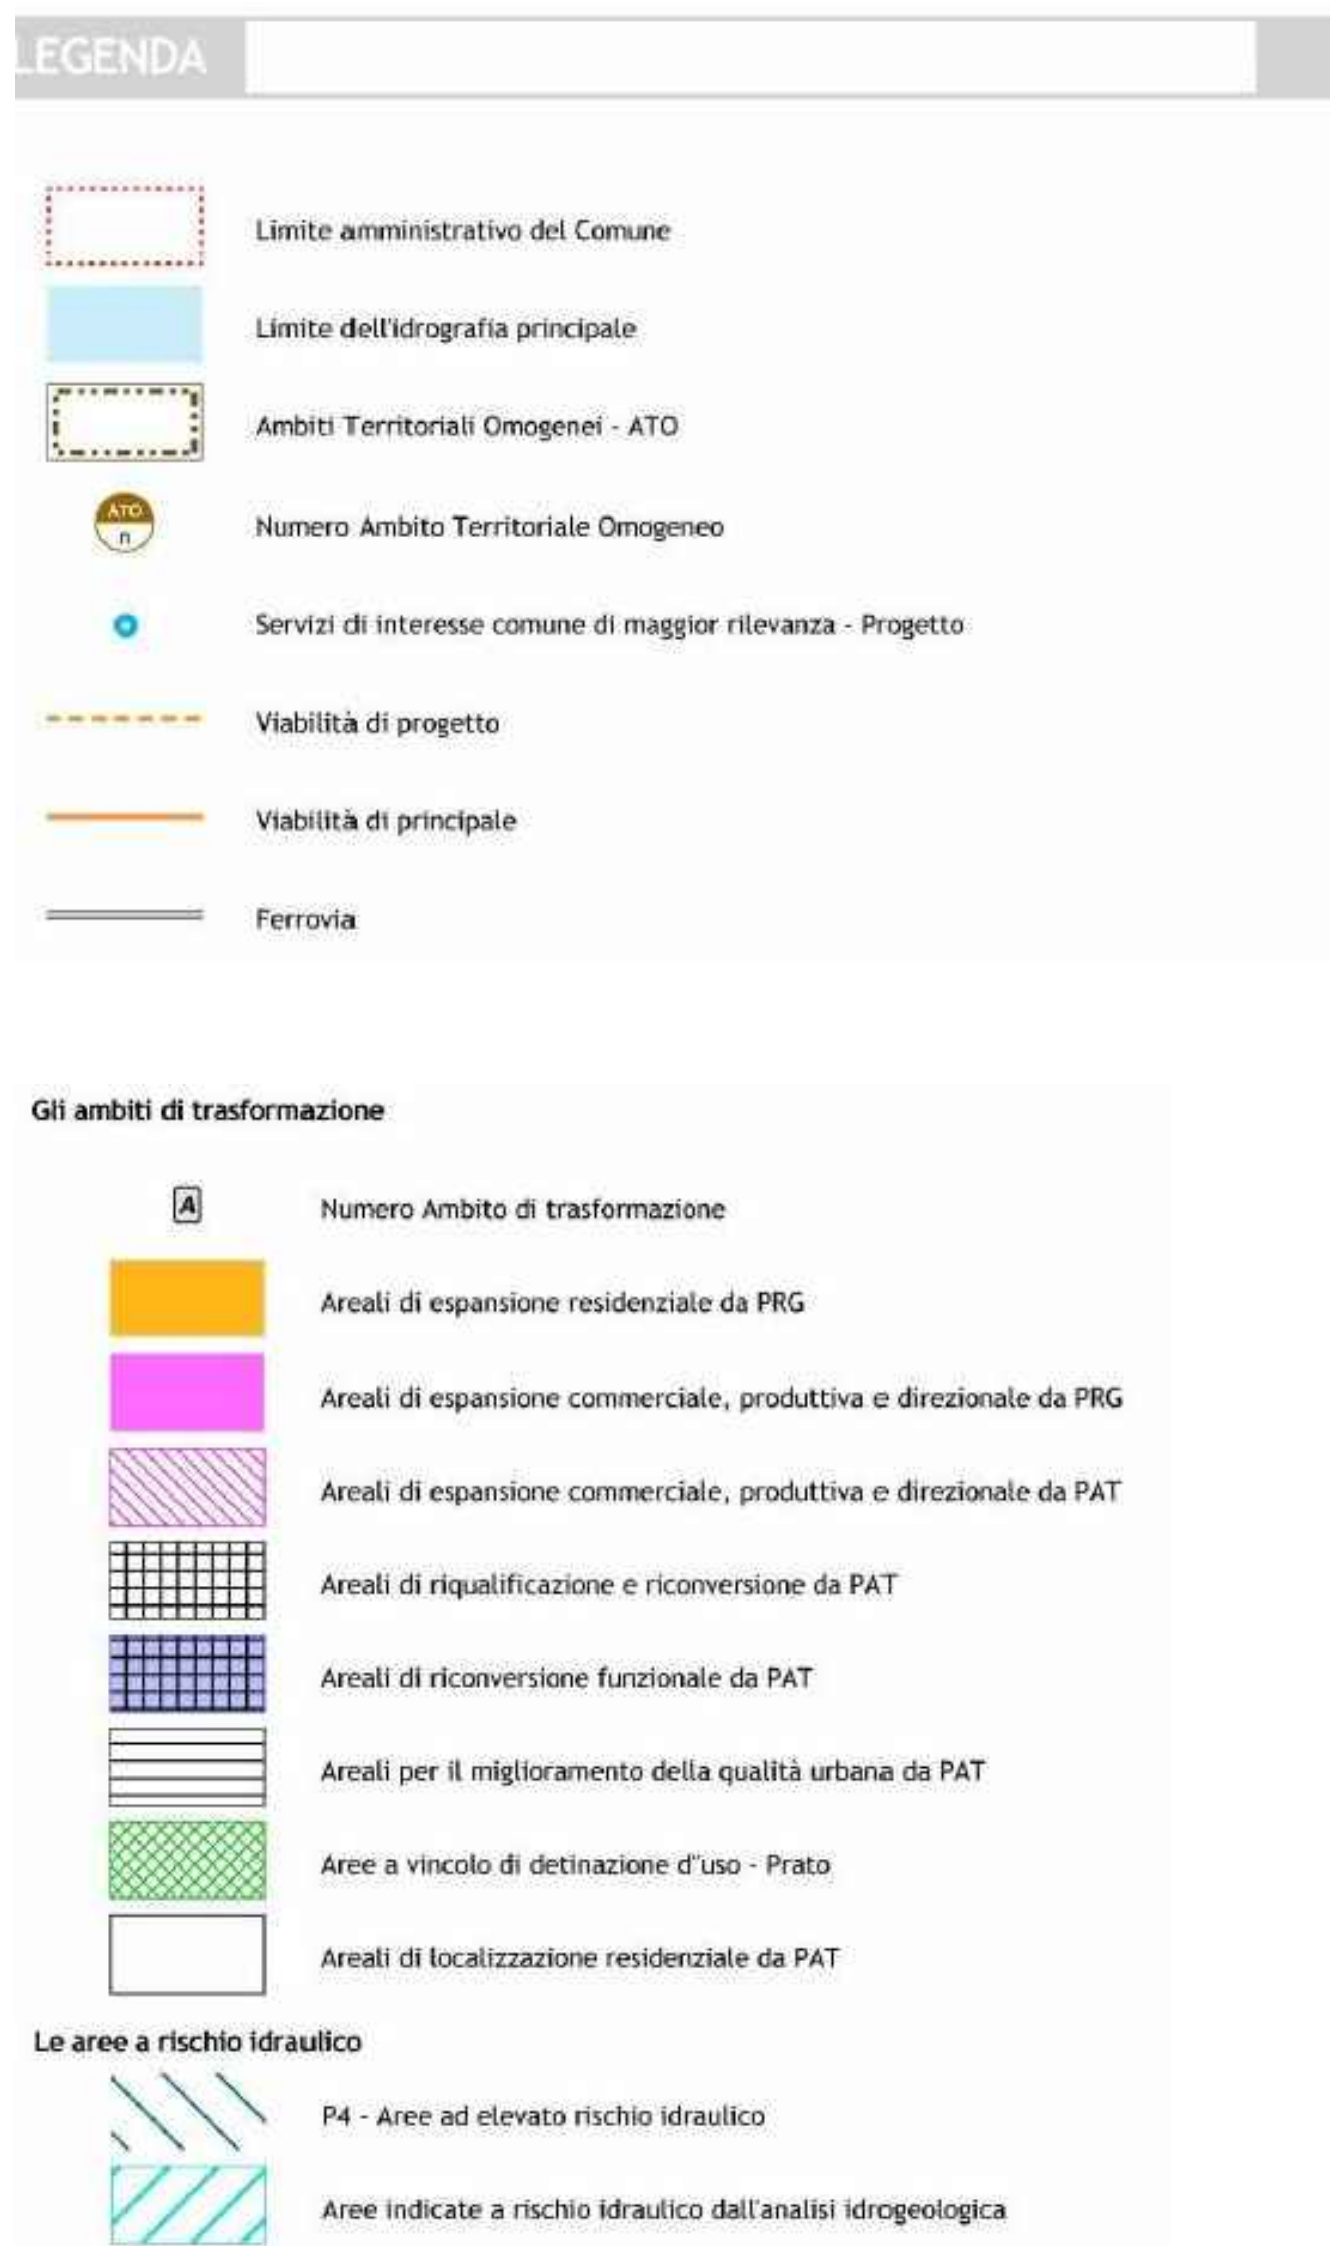 LEGENDA
Limite amministrativo del Comune
Limite dell'idrografia principale
Ambiti Territoriali Omogenei - ATO
ATO
n
Numero Ambito Territoriale Omogeneo
Servizi di interesse comune di maggior rilevanza - Progetto
Viabilità di progetto
Viabilità di principale
Ferrovia
Gli ambiti di trasformazione
A
Numero Ambito di trasformazione
Areali di espansione residenziale da PRG
Areali di espansione commerciale, produttiva e direzionale da PRG
Areali di espansione commerciale, produttiva e direzionale da PAT
Areali di riqualificazione e riconversione da PAT
Areali di riconversione funzionale da PAT
Areali per il miglioramento della qualità urbana da PAT
Aree a vincolo di detinazione d''uso - Prato
Areali di localizzazione residenziale da PAT
Le aree a rischio idraulico
P4 - Aree ad elevato rischio idraulico
Aree indicate a rischio idraulico dall'analisi idrogeologica